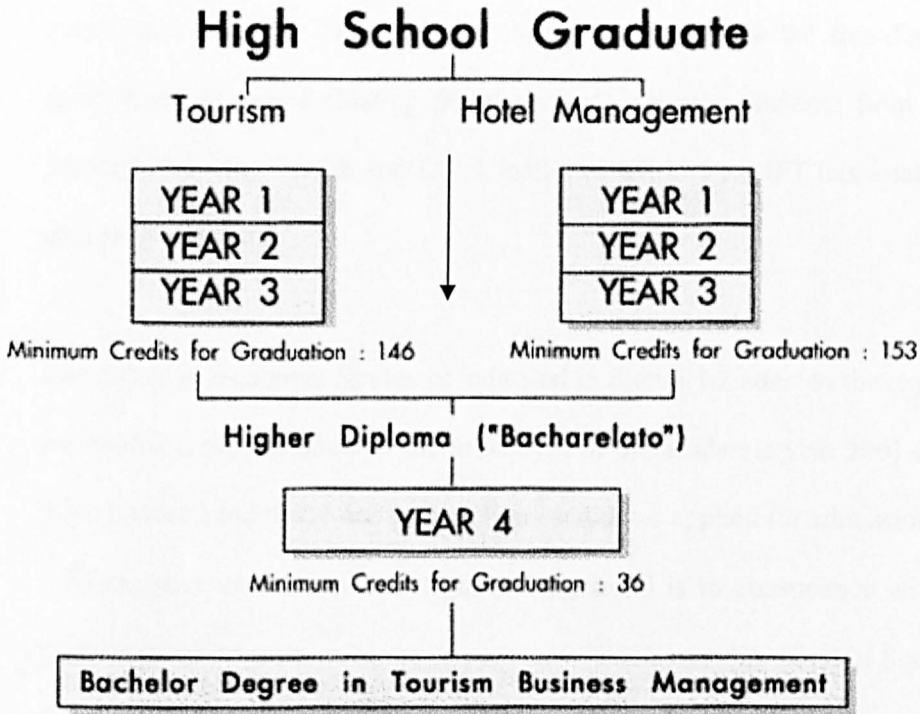 High School Graduate
Tourism
Hotel Management
YEAR 1
YEAR 2
YEAR 3
YEAR 1
YEAR 2
YEAR 3
Minimum Credits for Graduation : 146
Minimum Credits for Graduation : 153
Higher Diploma ("Bacharelato")
YEAR 4
Minimum Credits for Graduation : 36
Bachelor Degree in Tourism Business Management